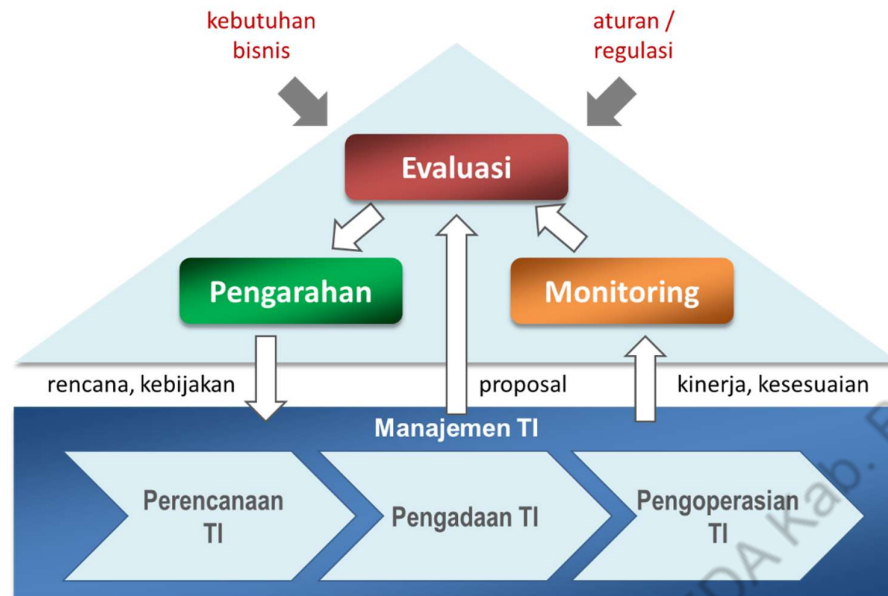 kebutuhan
bisnis
aturan /
regulasi
Evaluasi
Pengarahan
Monitoring
rencana, kebijakan
proposal
kinerja, kesesuaian
Manajemen TI
Perencanaan
TI
Pengadaan TI
Pengoperasian
TI
Kab.